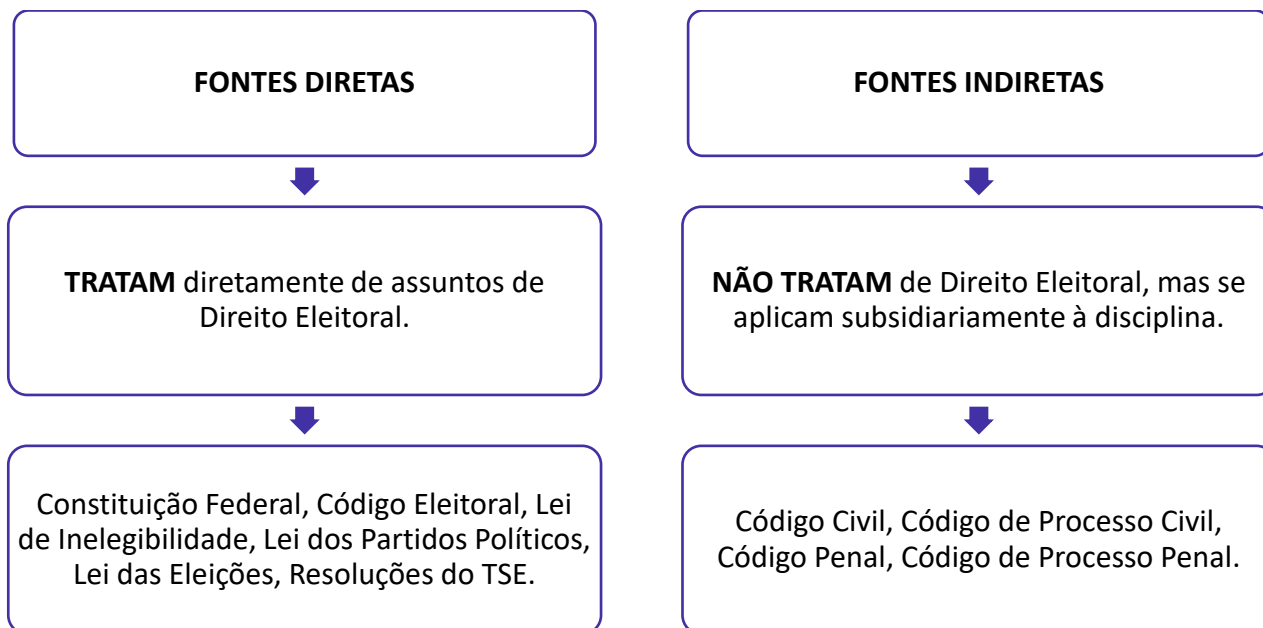 FONTES DIRETAS
TRATAM diretamente de assuntos de
Direito Eleitoral.
Constituição Federal, Código Eleitoral, Lei
de Inelegibilidade, Lei dos Partidos Políticos,
Lei das Eleições, Resoluções do TSE.
FONTES INDIRETAS
NÃO TRATAM de Direito Eleitoral, mas se
aplicam subsidiariamente à disciplina.
Código Civil, Código de Processo Civil,
Código Penal, Código de Processo Penal.